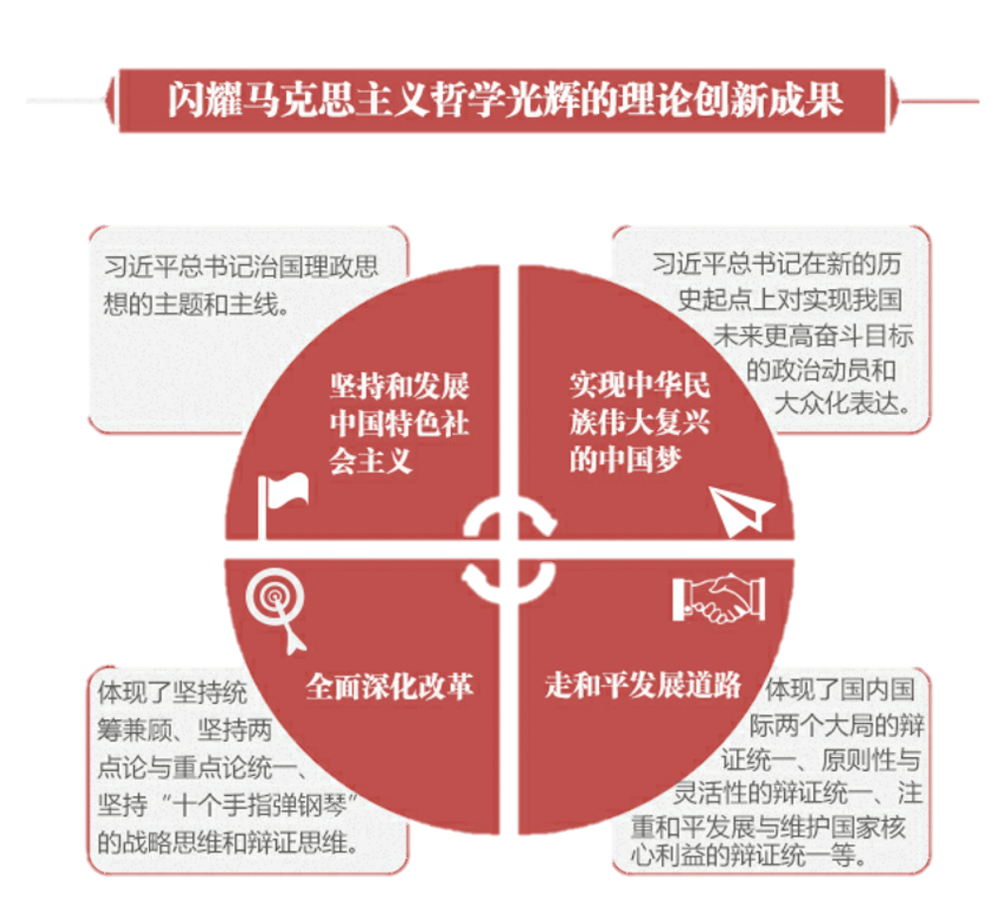 闪耀马克思主义哲学光辉的理论创新成果
习近平总书记治国理政思
想的主题和主线。
坚持和发展
中国特色社
会主义
习近平总书记在新的历
史起点上对实现我国
未来更高奋斗目标
的政治动员和
大众化表达。
实现中华民
族伟大复兴
的中国梦
体现了坚持统
筹兼顾、坚持两
点论与重点论统一、
坚持“十个手指弹钢琴”
的战略思维和辩证思维。
全面深化改革
走和平发展道路
体现了国内国
际两个大局的辩
证统一、原则性与
灵活性的辩证统一、注
重和平发展与维护国家核
心利益的辩证统一等。